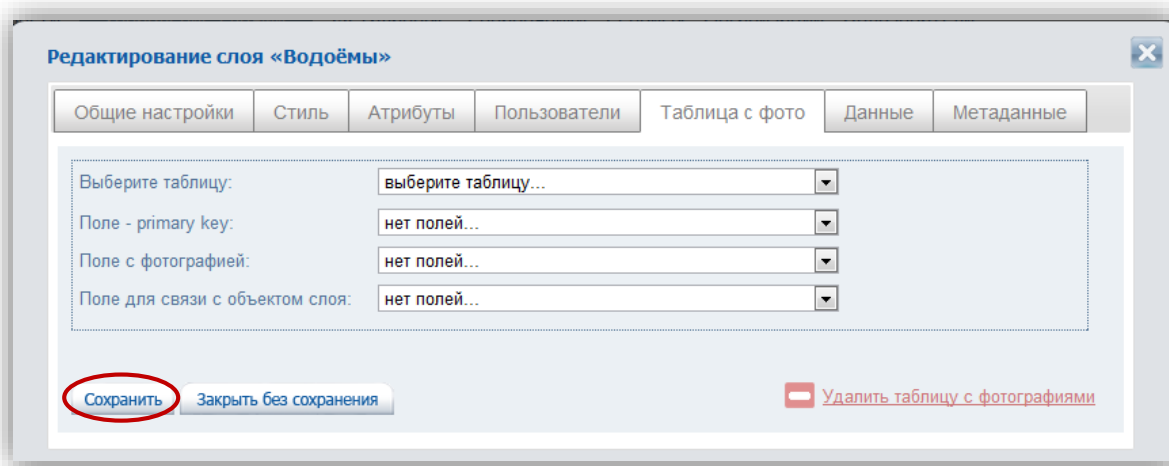 Редактирование слоя «Водоёмы»
Общие настройки Стиль Атрибуты Пользователи Таблица с фото Данные Метаданные
Выберите таблицу: выберите таблицу...
Поле - primary key: нет полей...
Поле с фотографией: нет полей...
Поле для связи с объектом слоя: нет полей...
Сохранить Закрыть без сохранения Удалить таблицу с фотографиями